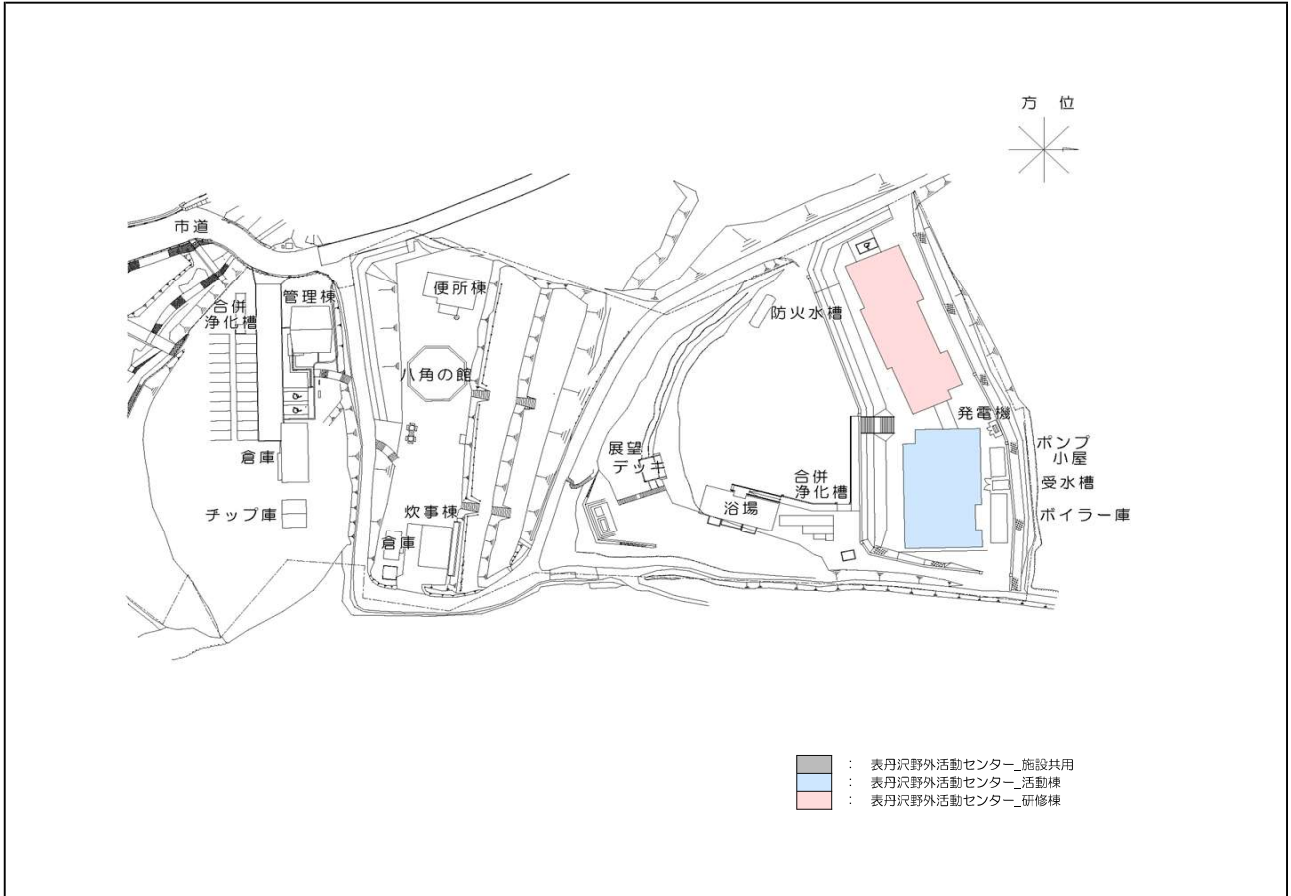 方 位
市道
合併
浄化槽
管理棟
便所棟
防火水槽
八角の館
発電機
倉庫
展望
デッキ
ポンプ
小屋
合併
浄化槽
受水槽
チップ庫
炊事棟
浴場
ボイラー庫
倉庫
： 表丹沢野外活動センター_施設共用
： 表丹沢野外活動センター_活動棟
： 表丹沢野外活動センター_研修棟